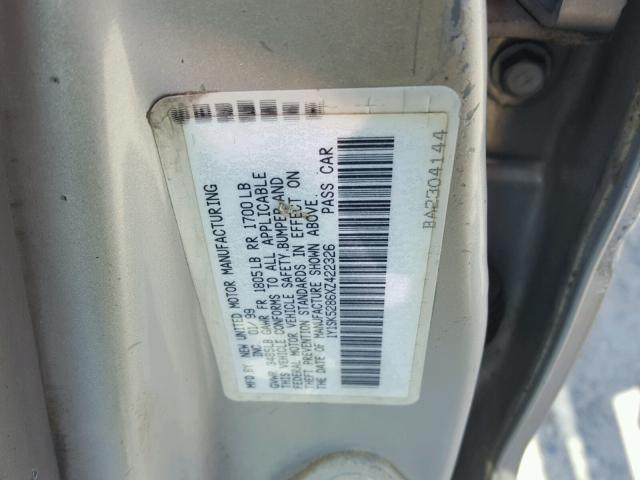 MFD BY NEW UNITED MOTOR MANUFACTURING
INC 01/99
GVWR 3485LB GAWR FR 1805LB RR 1700LB
THIS VEHICLE CONFORMS TO ALL APPLICABLE
FEDERAL MOTOR VEHICLE SAFETY,BUMPER,AND
THEFT PREVENTION STANDARDS IN EFFECT ON
THE DATE OF MANUFACTURE SHOWN ABOVE.
1Y1SK5286XZ422326 PASS CAR
BA2304144